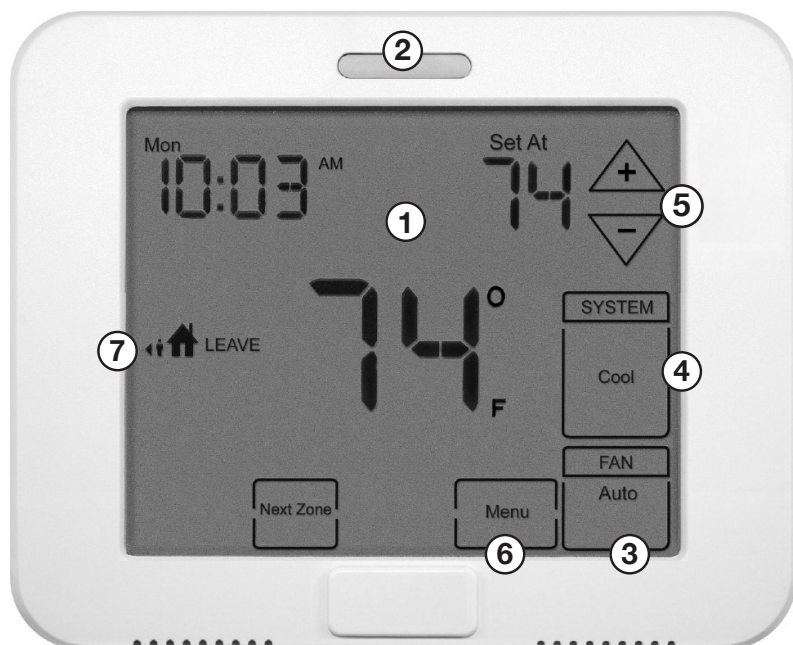 2
Mon
10:03 AM
Set At
74
+
−
5
1
74 °F
SYSTEM
Cool
4
7
LEAVE
FAN
Auto
3
Next Zone
Menu
6